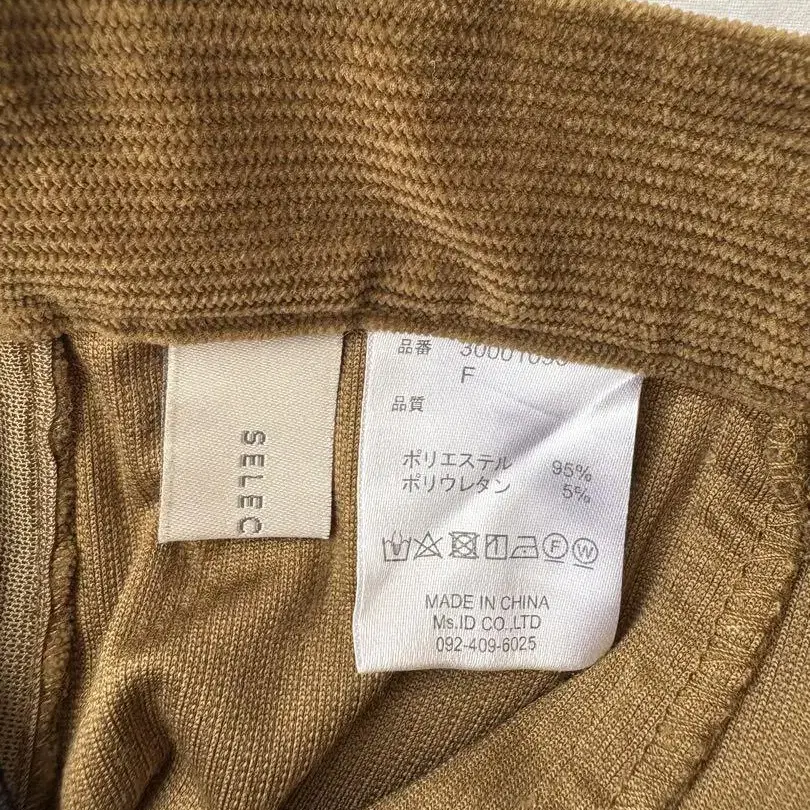 SELEC
品番 30001093
F
品質
ポリエステル 95%
ポリウレタン 5%
MADE IN CHINA
Ms.ID CO.,LTD
092-409-6025